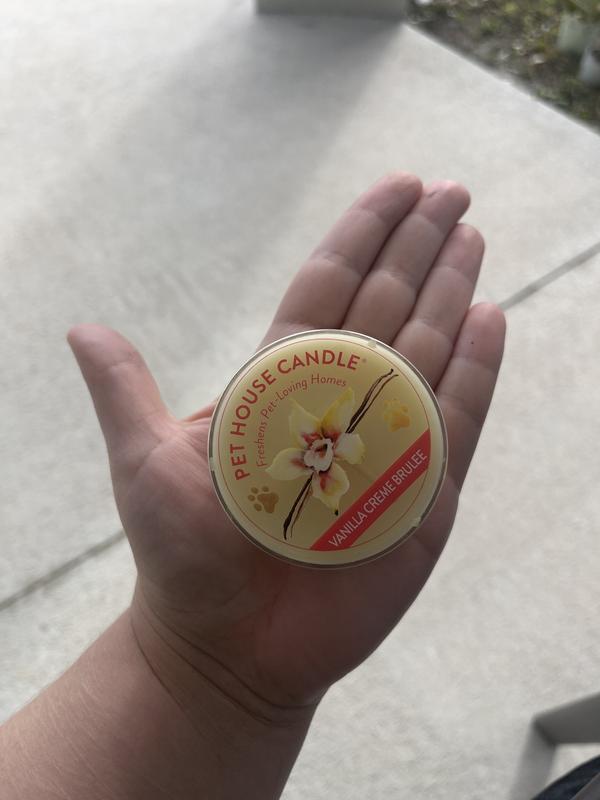 PET HOUSE CANDLE®
Freshens Pet-Loving Homes
VANILLA CREME BRULEE